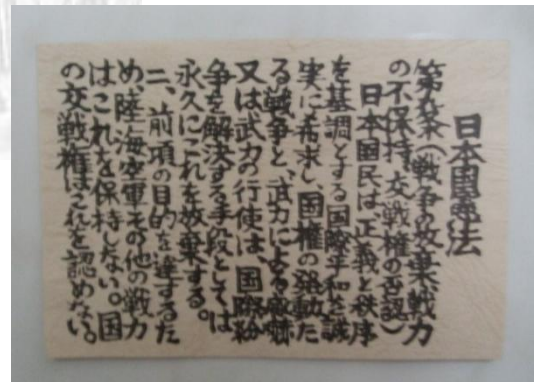 日本国憲法
第九条（戦争の放棄、戦力
の不保持、交戦権の否認）
日本国民は、正義と秩序
を基調とする国際平和を誠
実に希求し、国権の発動た
る戦争と、武力による威嚇
又は武力の行使は、国際紛
争を解決する手段としては
永久にこれを放棄する。
二、前項の目的を達するた
め、陸海空軍その他の戦力
はこれを保持しない。国
の交戦権はこれを認めない。